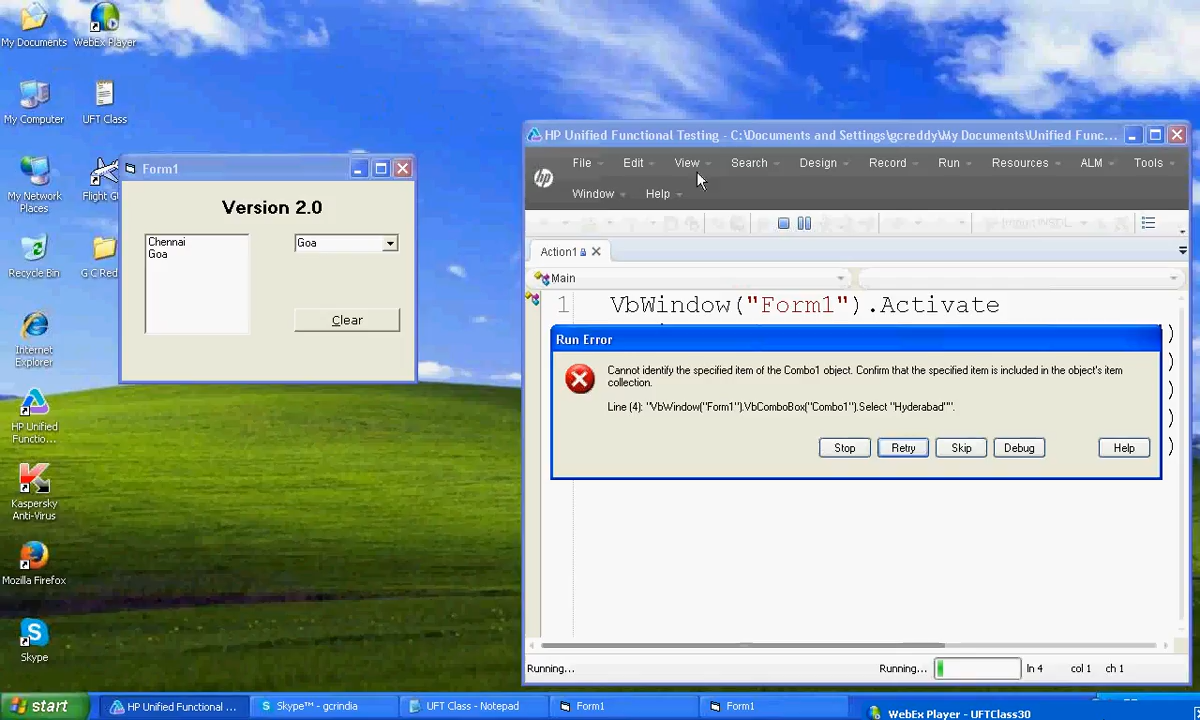 My Documents
WebEx Player
My Computer
UFT Class
My Network Places
Flight G
Recycle Bin
G C Red
Internet Explorer
HP Unified Functio...
Kaspersky Anti-Virus
Mozilla Firefox
Skype
Form1
Version 2.0
Chennai
Goa
Goa
Clear
HP Unified Functional Testing - C:\Documents and Settings\gcreddy\My Documents\Unified Func...
File Edit View Search Design Record Run Resources ALM Tools
Window Help
Action1
Main
1 VbWindow("Form1").Activate
)
)
)
)
)
Run Error
Cannot identify the specified item of the Combo1 object. Confirm that the specified item is included in the object's item
collection.
Line (4): "VbWindow("Form1").VbComboBox("Combo1").Select "Hyderabad"".
Stop Retry Skip Debug Help
Running... Running... ln 4 col 1 ch 1
start
HP Unified Functional ...
Skype™ - gcrindia
UFT Class - Notepad
Form1
Form1
WebEx Player - UFTClass30